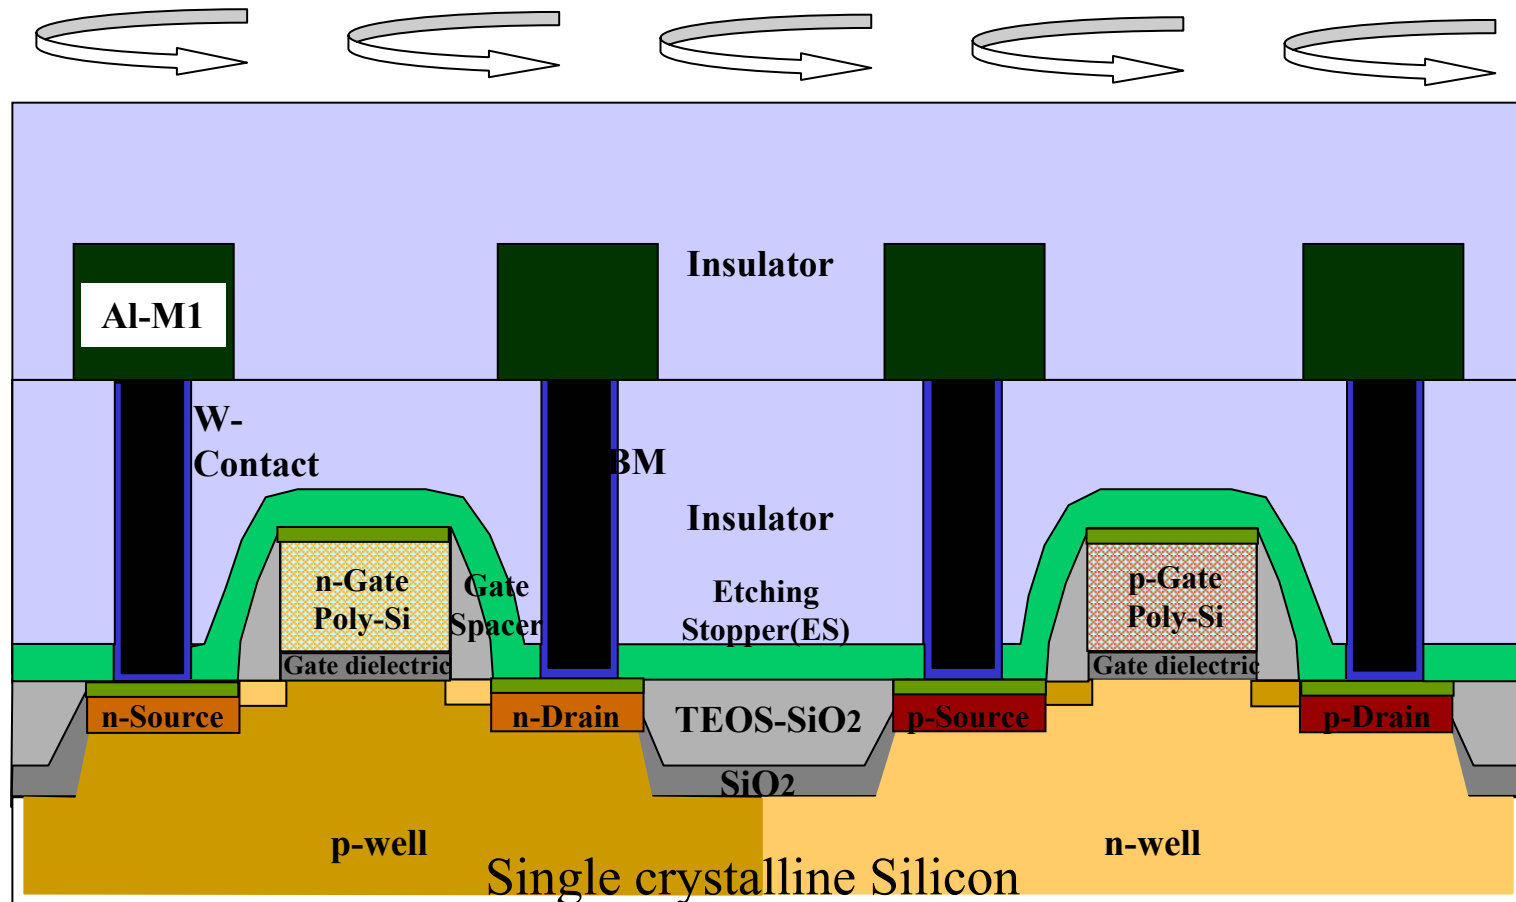 Insulator
Al-M1
W-
Contact
BM
Insulator
n-Gate
Poly-Si
Gate
Spacer
Etching
Stopper(ES)
p-Gate
Poly-Si
Gate dielectric
Gate dielectric
n-Source
n-Drain
TEOS-SiO2
p-Source
p-Drain
SiO2
p-well
n-well
Single crystalline Silicon